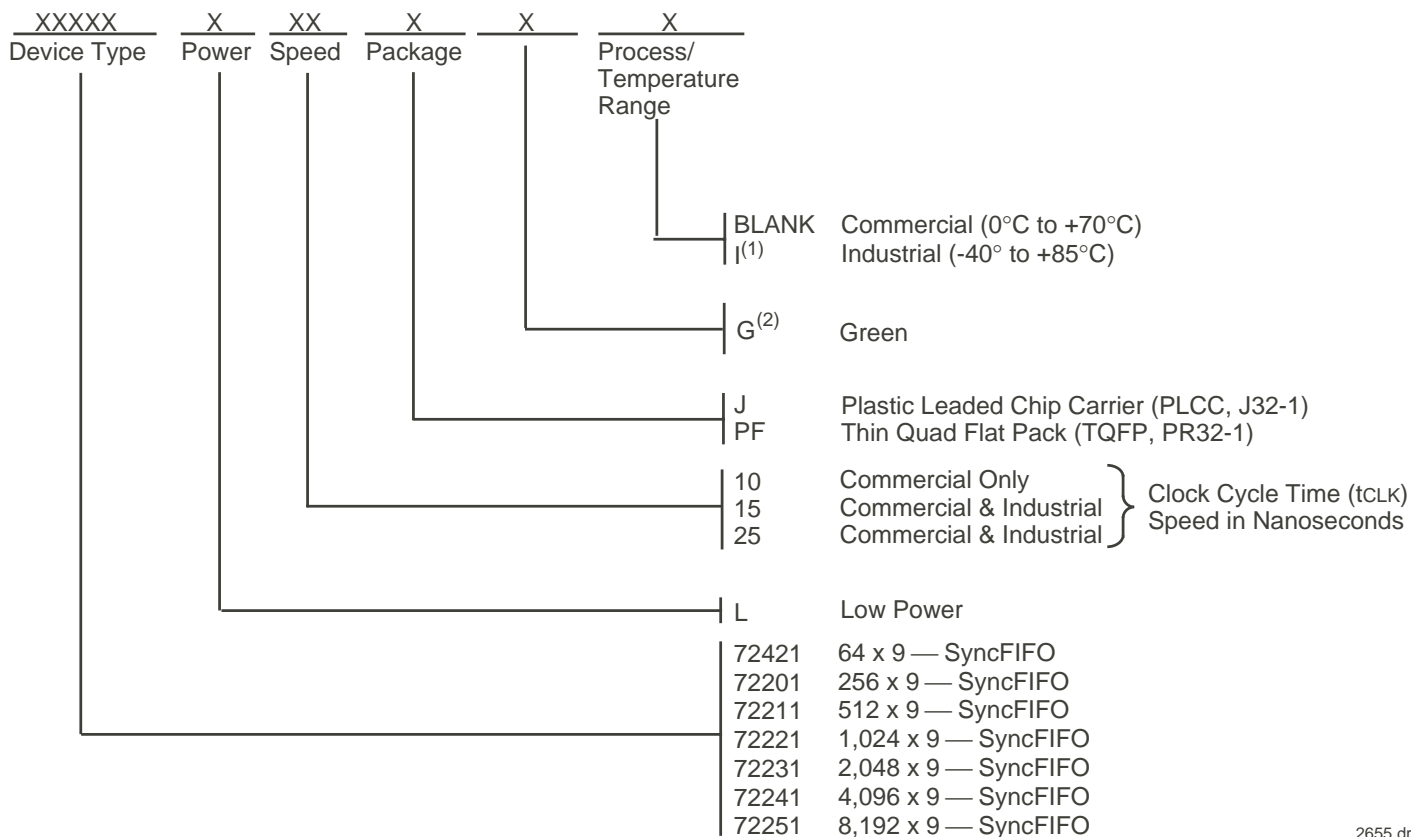 XXXXX X XX X X X
Device Type Power Speed Package Process/
Temperature
Range
BLANK Commercial (0°C to +70°C)
I(1) Industrial (-40° to +85°C)
G(2) Green
J Plastic Leaded Chip Carrier (PLCC, J32-1)
PF Thin Quad Flat Pack (TQFP, PR32-1)
10 Commercial Only
15 Commercial & Industrial
25 Commercial & Industrial
Clock Cycle Time (tCLK)
Speed in Nanoseconds
L Low Power
72421 64 x 9 — SyncFIFO
72201 256 x 9 — SyncFIFO
72211 512 x 9 — SyncFIFO
72221 1,024 x 9 — SyncFIFO
72231 2,048 x 9 — SyncFIFO
72241 4,096 x 9 — SyncFIFO
72251 8,192 x 9 — SyncFIFO
2655